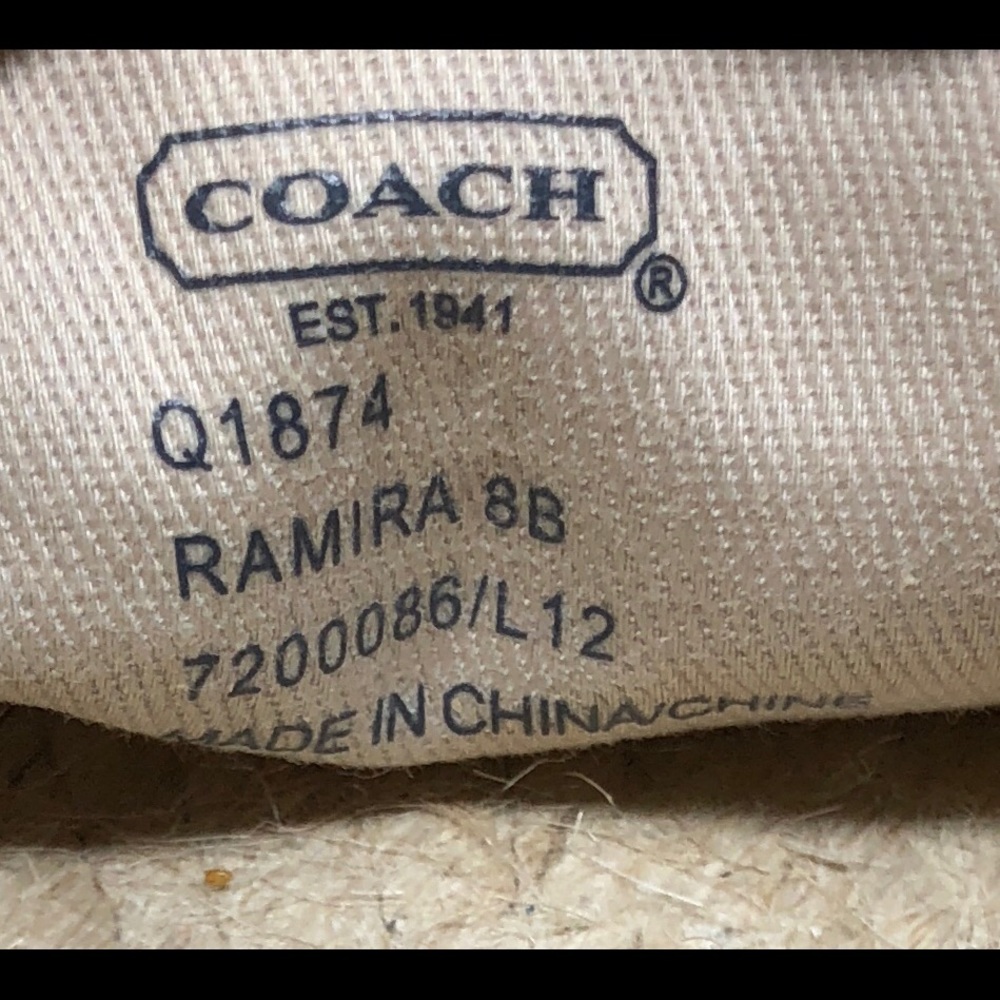 COACH
®
EST. 1941
Q1874
RAMIRA 8B
7200086/L12
MADE IN CHINA/CHINE